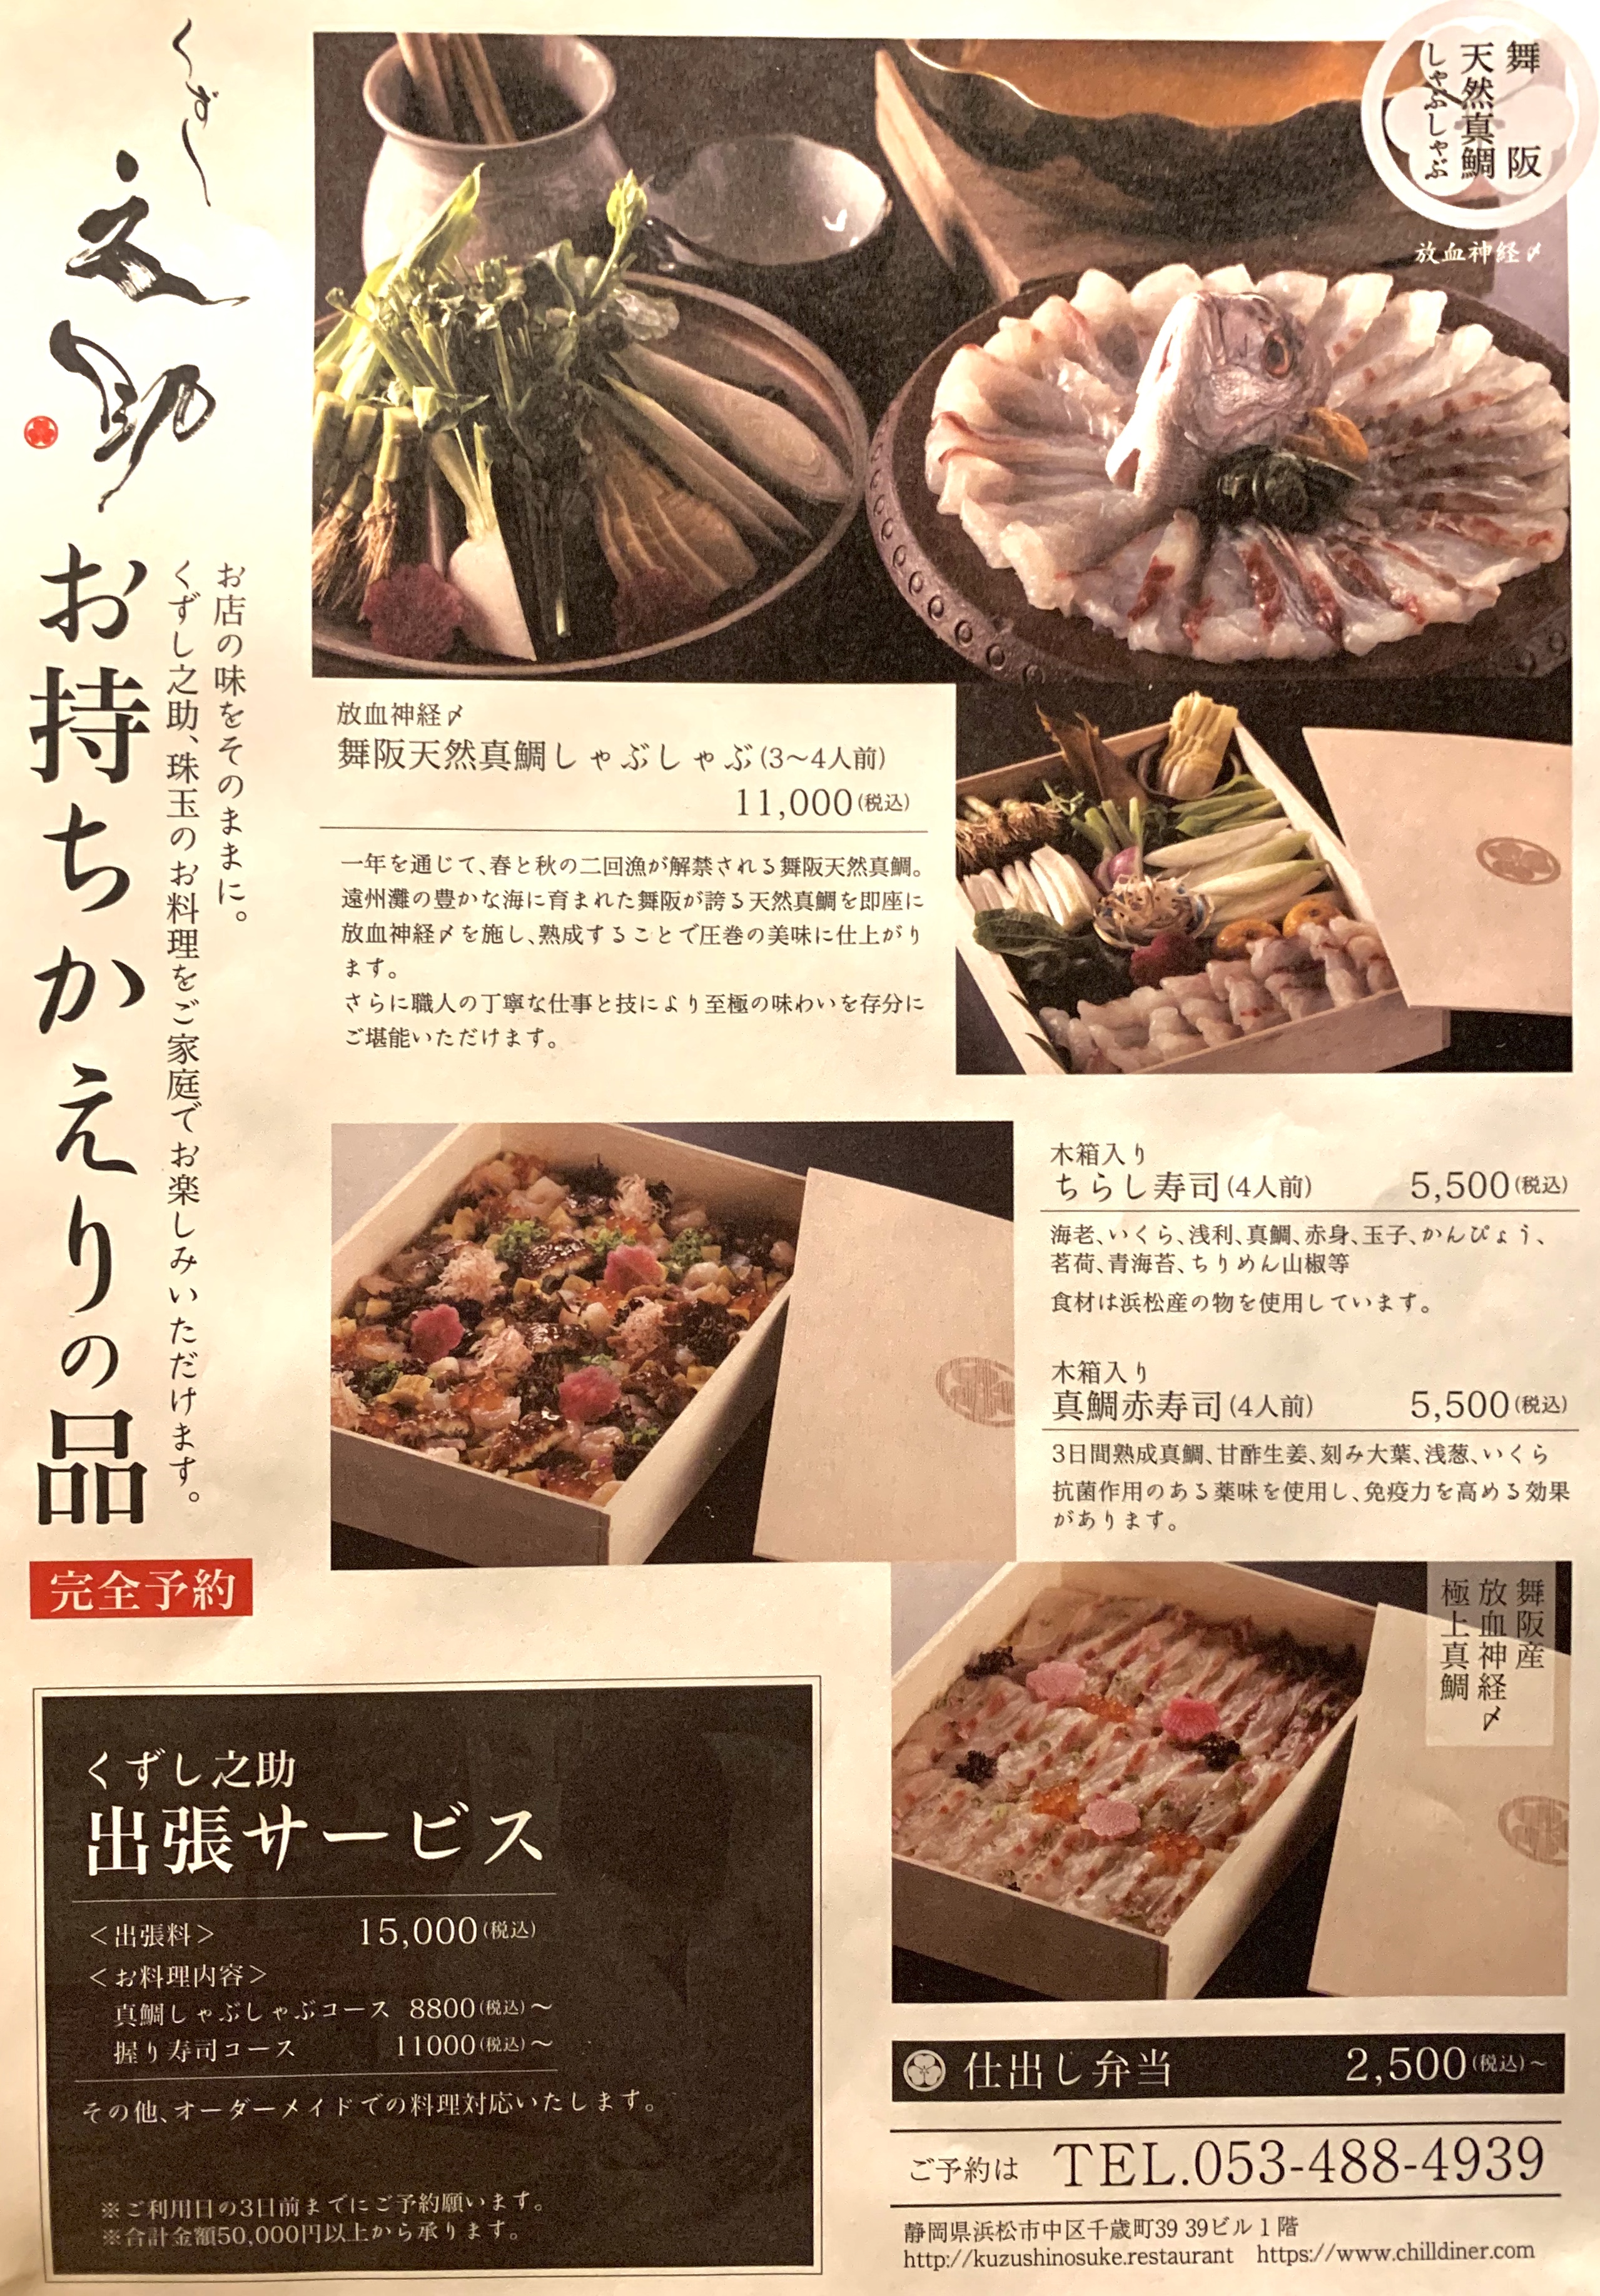 くずし
之助
お店の味をそのままに。
くずし之助、珠玉のお料理をご家庭でお楽しみいただけます。
お持ちかえりの品
完全予約
舞阪
天然真鯛
しゃぶしゃぶ
放血神経〆
放血神経〆
舞阪天然真鯛しゃぶしゃぶ(3〜4人前)
11,000(税込)
一年を通じて、春と秋の二回漁が解禁される舞阪天然真鯛。
遠州灘の豊かな海に育まれた舞阪が誇る天然真鯛を即座に
放血神経〆を施し、熟成することで圧巻の美味に仕上がり
ます。
さらに職人の丁寧な仕事と技により至極の味わいを存分に
ご堪能いただけます。
木箱入り
ちらし寿司(4人前) 5,500(税込)
海老、いくら、浅利、真鯛、赤身、玉子、かんぴょう、
茗荷、青海苔、ちりめん山椒等
食材は浜松産の物を使用しています。
木箱入り
真鯛赤寿司(4人前) 5,500(税込)
3日間熟成真鯛、甘酢生姜、刻み大葉、浅葱、いくら
抗菌作用のある薬味を使用し、免疫力を高める効果
があります。
舞阪産
放血神経〆
極上真鯛
くずし之助
出張サービス
＜出張料＞ 15,000(税込)
＜お料理内容＞
真鯛しゃぶしゃぶコース 8800(税込)〜
握り寿司コース 11000(税込)〜
その他、オーダーメイドでの料理対応いたします。
※ご利用日の3日前までにご予約願います。
※合計金額50,000円以上から承ります。
仕出し弁当 2,500(税込)〜
ご予約は TEL.053-488-4939
静岡県浜松市中区千歳町39 39ビル1階
http://kuzushinosuke.restaurant https://www.chilldiner.com